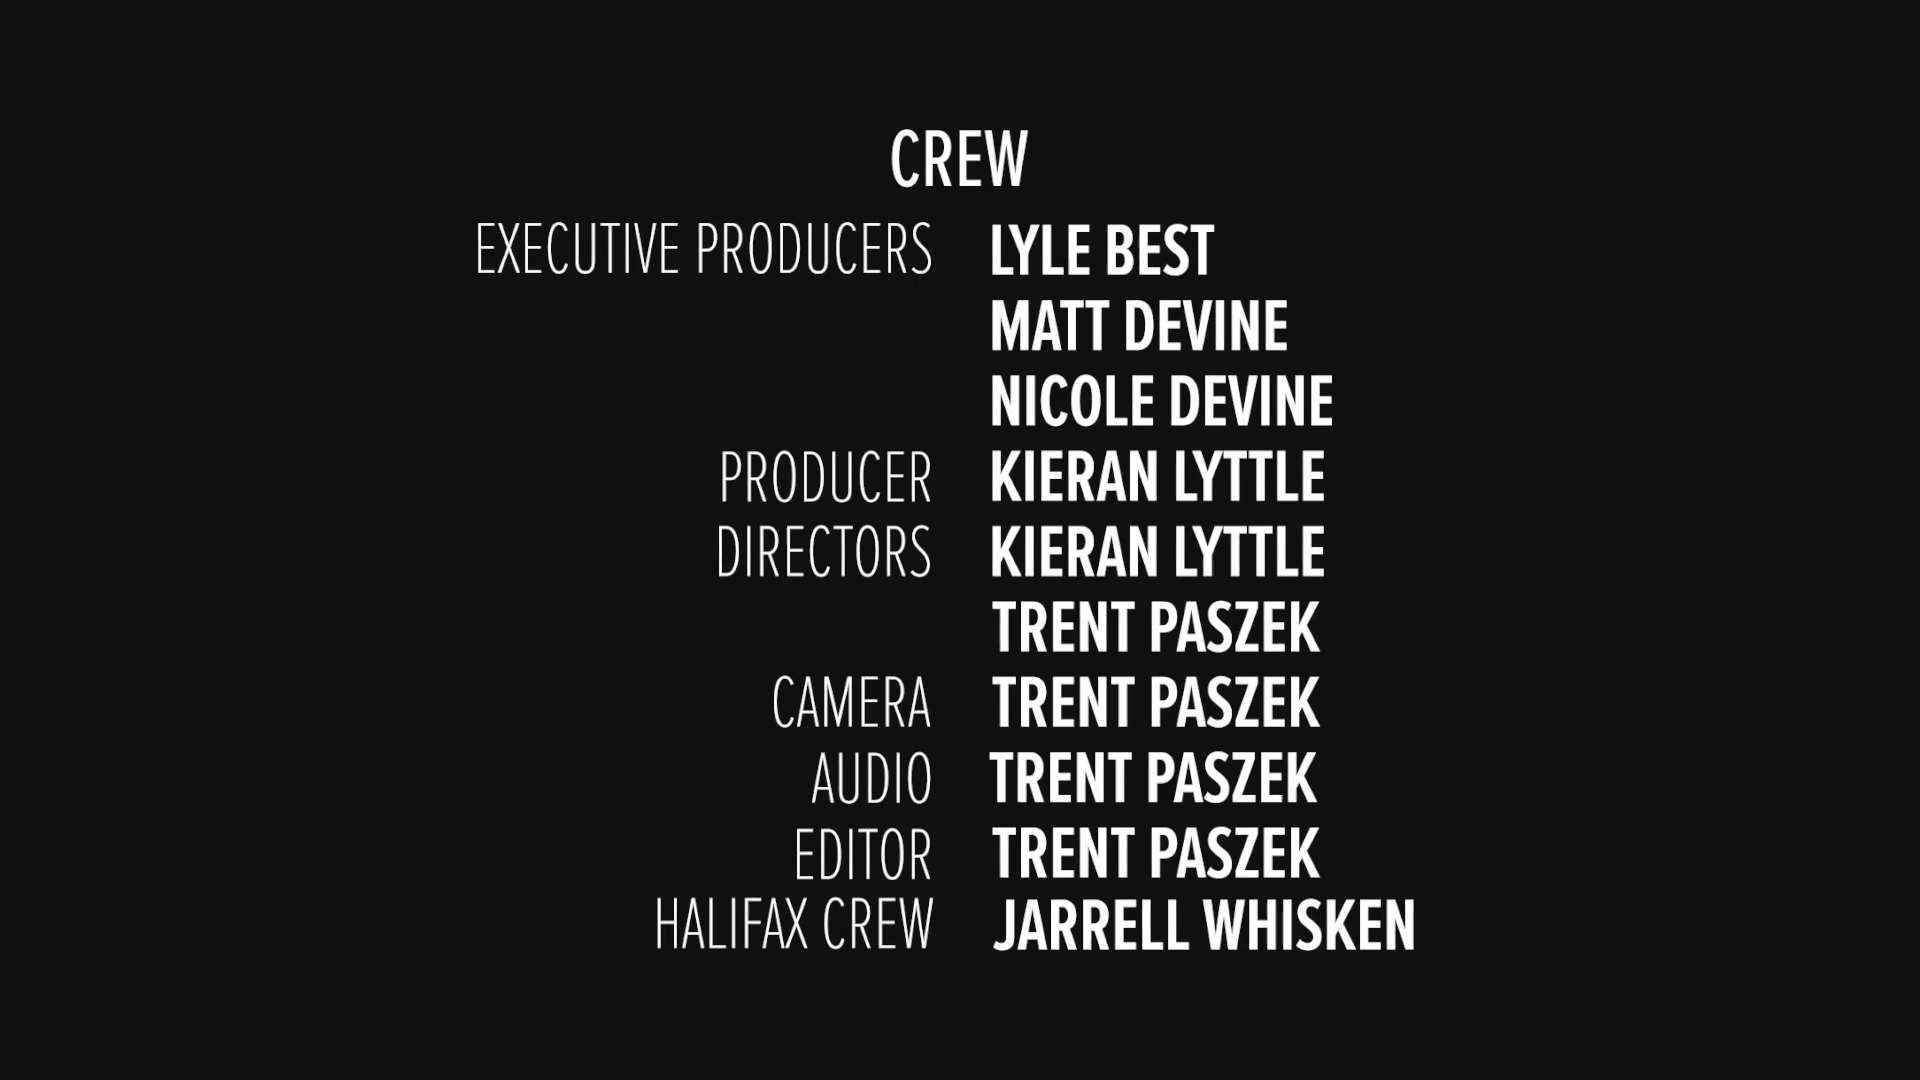 CREW
EXECUTIVE PRODUCERS LYLE BEST
MATT DEVINE
NICOLE DEVINE
PRODUCER KIERAN LYTTLE
DIRECTORS KIERAN LYTTLE
TRENT PASZEK
CAMERA TRENT PASZEK
AUDIO TRENT PASZEK
EDITOR TRENT PASZEK
HALIFAX CREW JARRELL WHISKEN